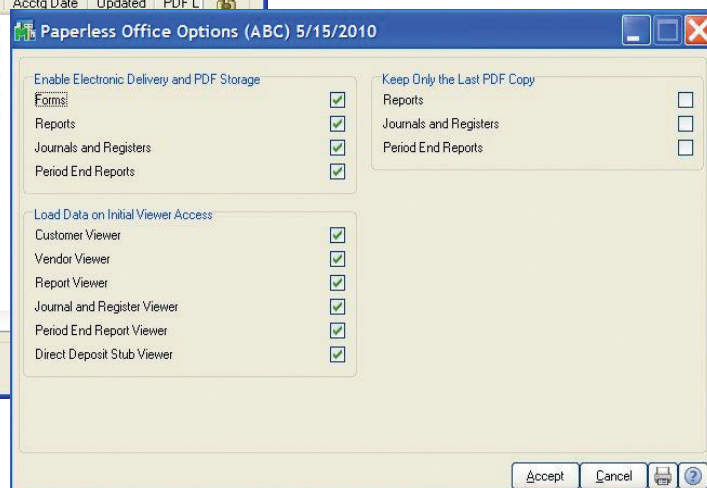 Acctg Date Updated PDF L
Paperless Office Options (ABC) 5/15/2010
Enable Electronic Delivery and PDF Storage
Forms
Reports
Journals and Registers
Period End Reports
Keep Only the Last PDF Copy
Reports
Journals and Registers
Period End Reports
Load Data on Initial Viewer Access
Customer Viewer
Vendor Viewer
Report Viewer
Journal and Register Viewer
Period End Report Viewer
Direct Deposit Stub Viewer
Accept Cancel